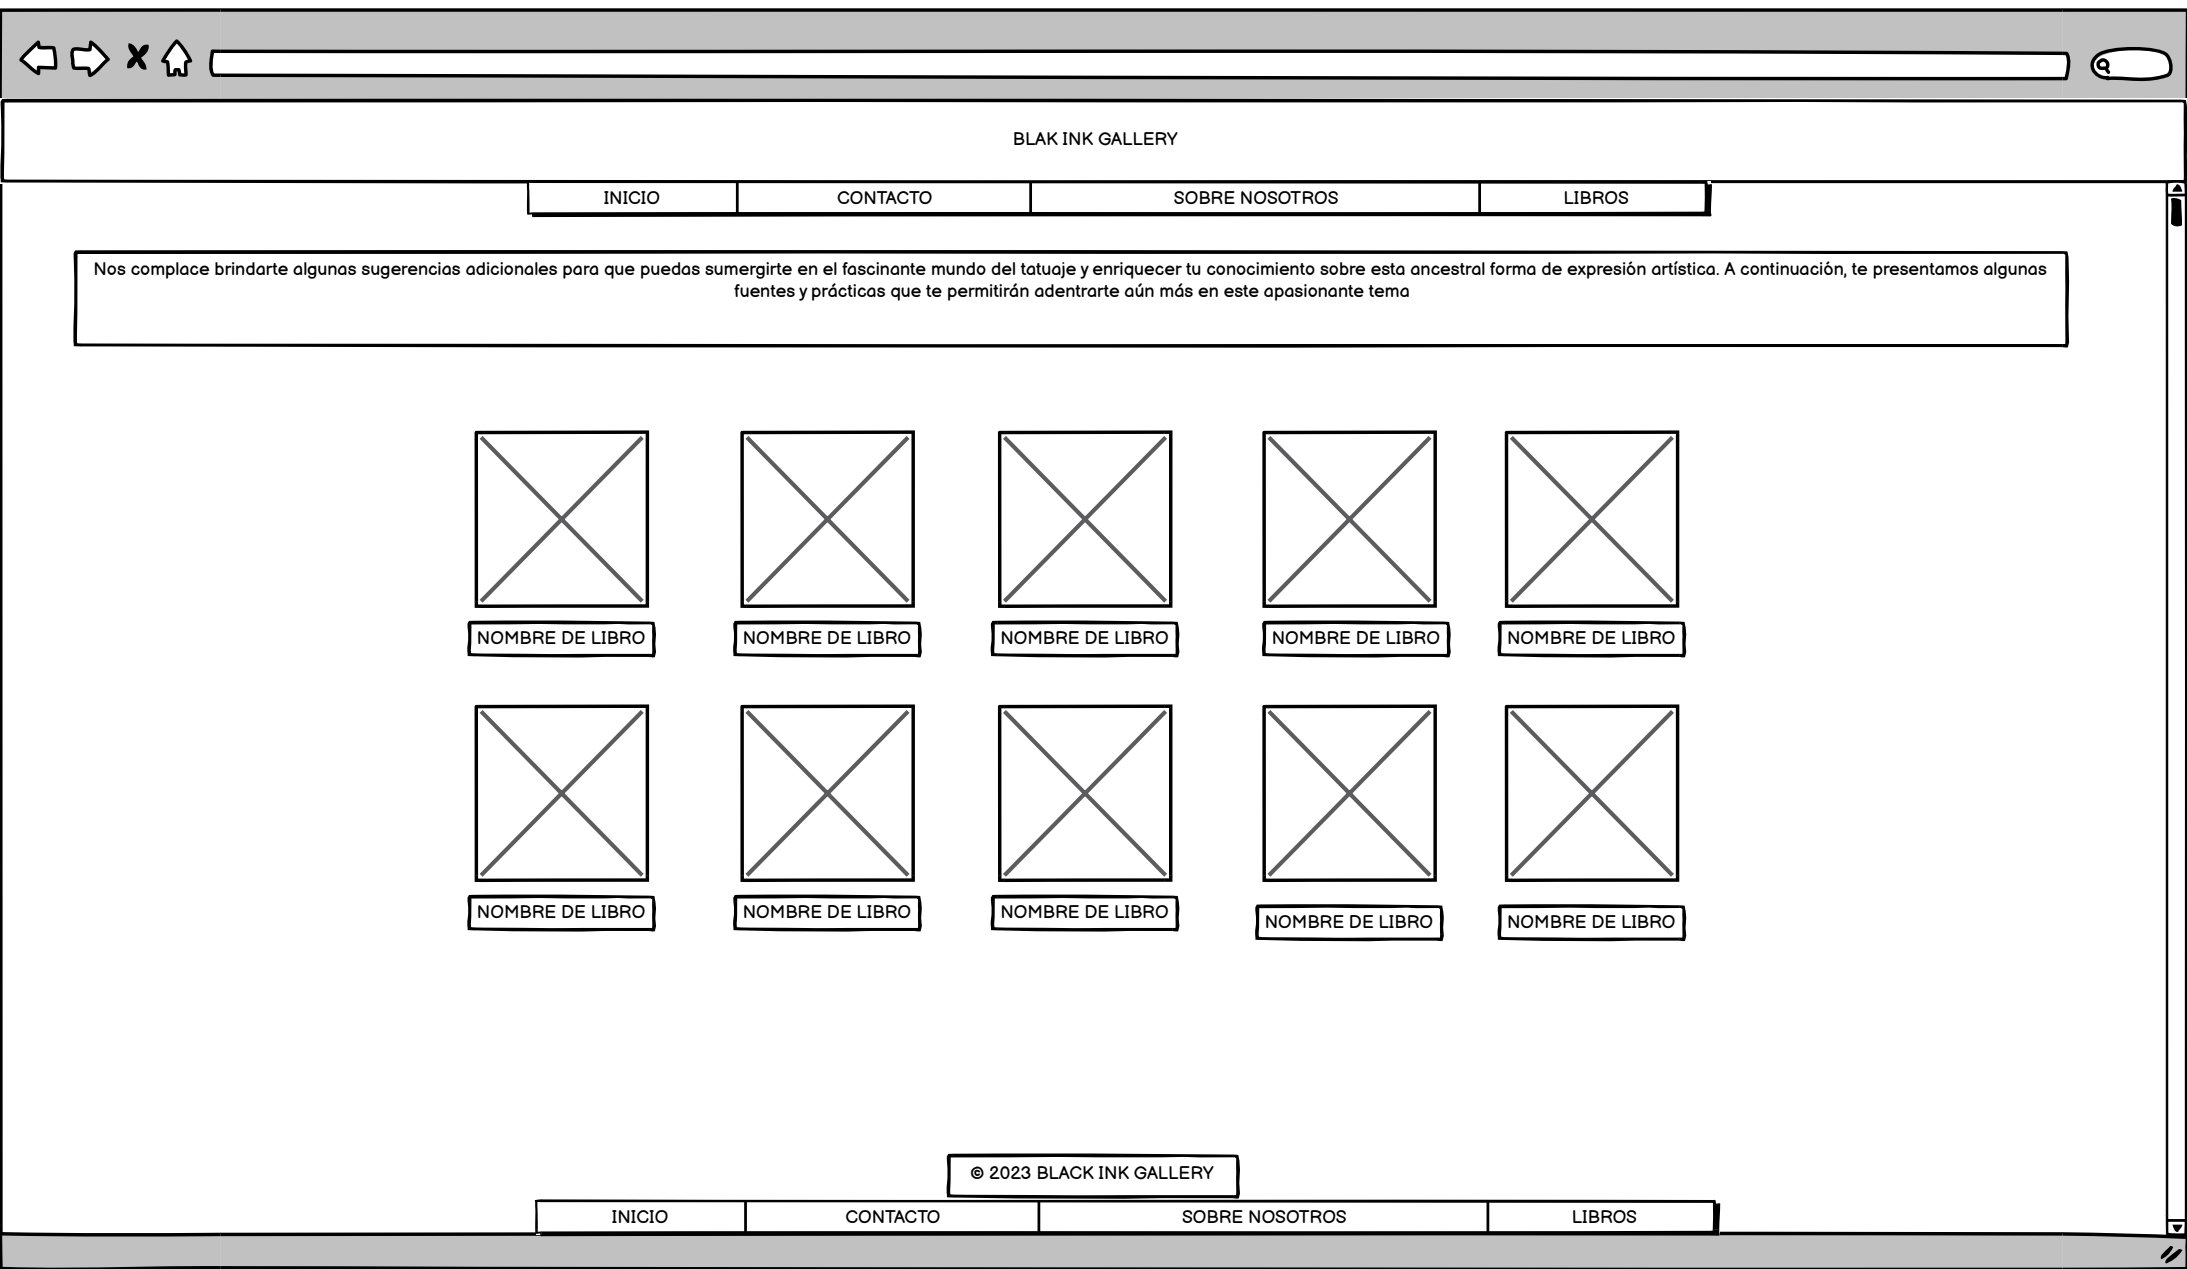 BLAK INK GALLERY
INICIO CONTACTO SOBRE NOSOTROS LIBROS
Nos complace brindarte algunas sugerencias adicionales para que puedas sumergirte en el fascinante mundo del tatuaje y enriquecer tu conocimiento sobre esta ancestral forma de expresión artística. A continuación, te presentamos algunas
fuentes y prácticas que te permitirán adentrarte aún más en este apasionante tema
NOMBRE DE LIBRO NOMBRE DE LIBRO NOMBRE DE LIBRO NOMBRE DE LIBRO NOMBRE DE LIBRO
NOMBRE DE LIBRO NOMBRE DE LIBRO NOMBRE DE LIBRO NOMBRE DE LIBRO NOMBRE DE LIBRO
© 2023 BLACK INK GALLERY
INICIO CONTACTO SOBRE NOSOTROS LIBROS